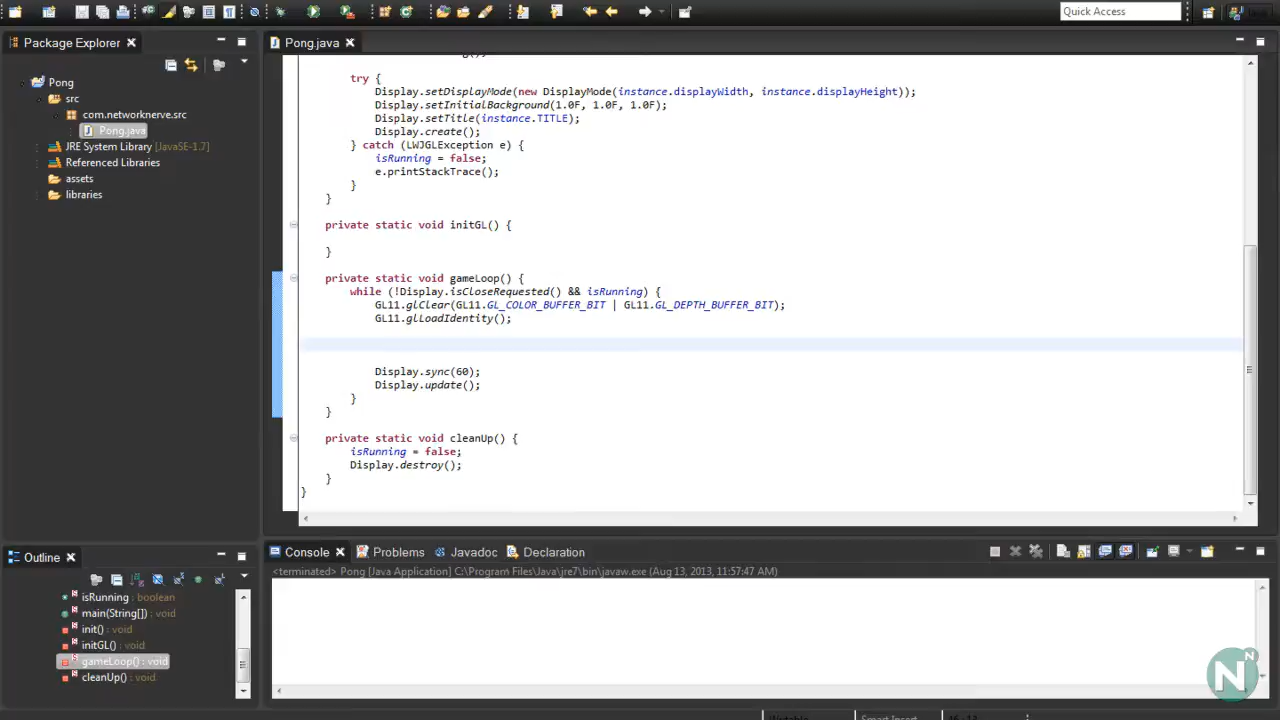 Quick Access
Package Explorer
Pong
src
com.networknerve.src
Pong.java
JRE System Library [JavaSE-1.7]
Referenced Libraries
assets
libraries
Pong.java
try {
Display.setDisplayMode(new DisplayMode(instance.displayWidth, instance.displayHeight));
Display.setInitialBackground(1.0F, 1.0F, 1.0F);
Display.setTitle(instance.TITLE);
Display.create();
} catch (LWJGLException e) {
isRunning = false;
e.printStackTrace();
}
}
private static void initGL() {
}
private static void gameLoop() {
while (!Display.isCloseRequested() && isRunning) {
GL11.glClear(GL11.GL_COLOR_BUFFER_BIT | GL11.GL_DEPTH_BUFFER_BIT);
GL11.glLoadIdentity();
Display.sync(60);
Display.update();
}
}
private static void cleanUp() {
isRunning = false;
Display.destroy();
}
}
Outline
isRunning : boolean
main(String[]) : void
init() : void
initGL() : void
gameLoop() : void
cleanUp() : void
Console Problems Javadoc Declaration
<terminated> Pong [Java Application] C:\Program Files\Java\jre7\bin\javaw.exe (Aug 13, 2013, 11:57:47 AM)
N